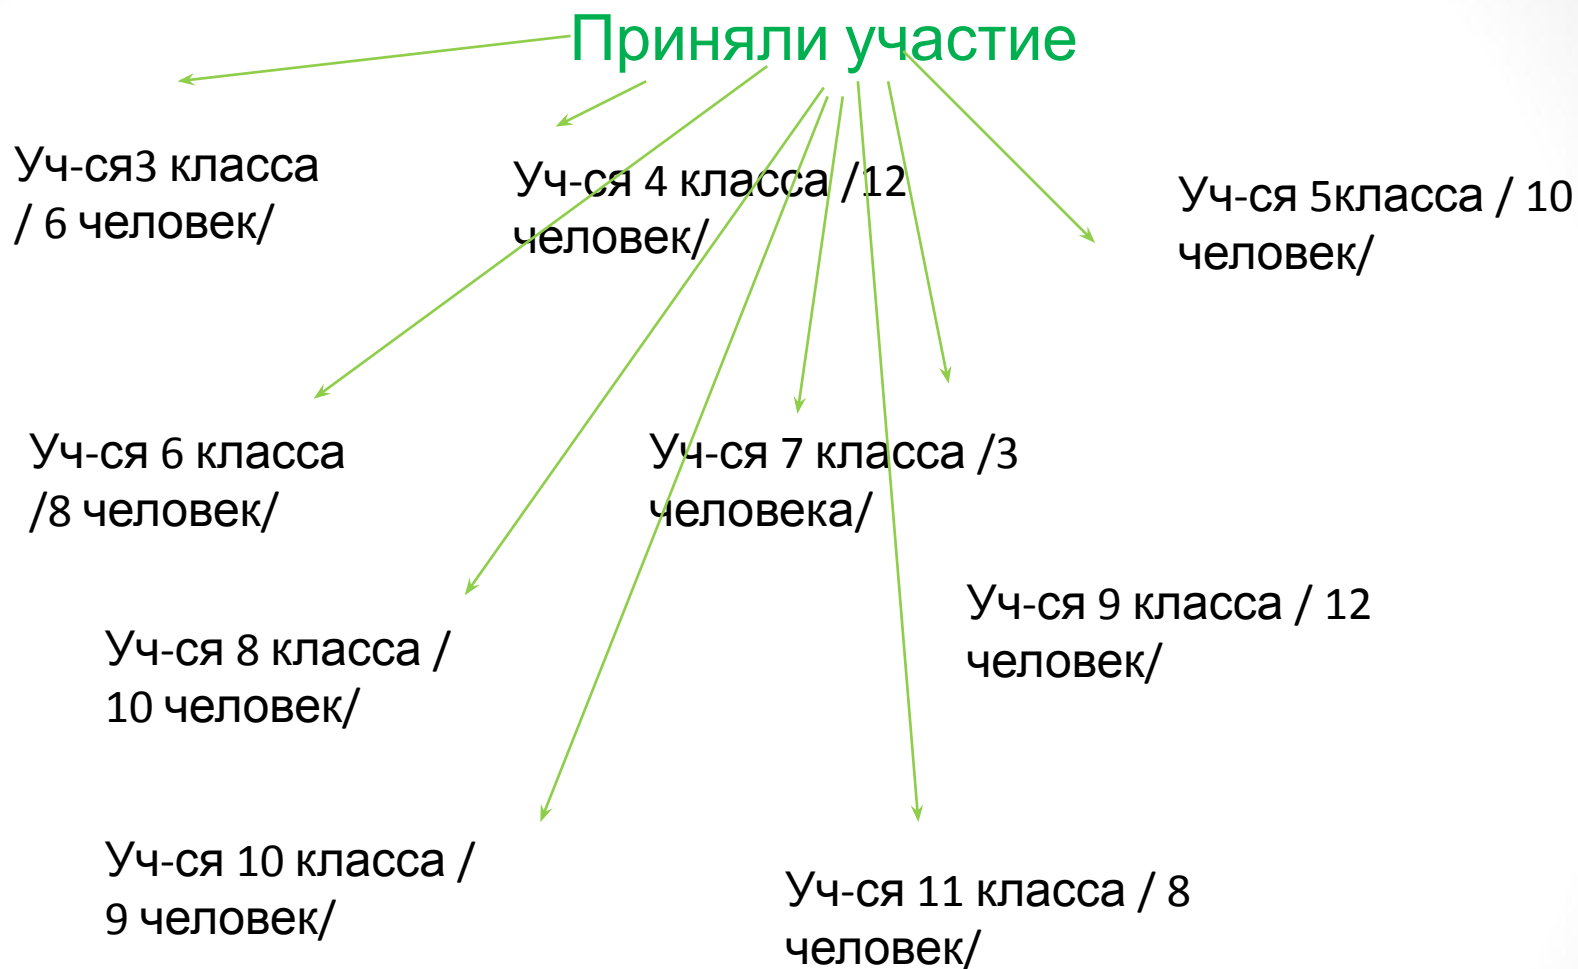 Приняли участие
Уч-ся3 класса
/ 6 человек/
Уч-ся 4 класса /12
человек/
Уч-ся 5класса / 10
человек/
Уч-ся 6 класса
/8 человек/
Уч-ся 7 класса /3
человека/
Уч-ся 8 класса /
10 человек/
Уч-ся 9 класса / 12
человек/
Уч-ся 10 класса /
9 человек/
Уч-ся 11 класса / 8
человек/